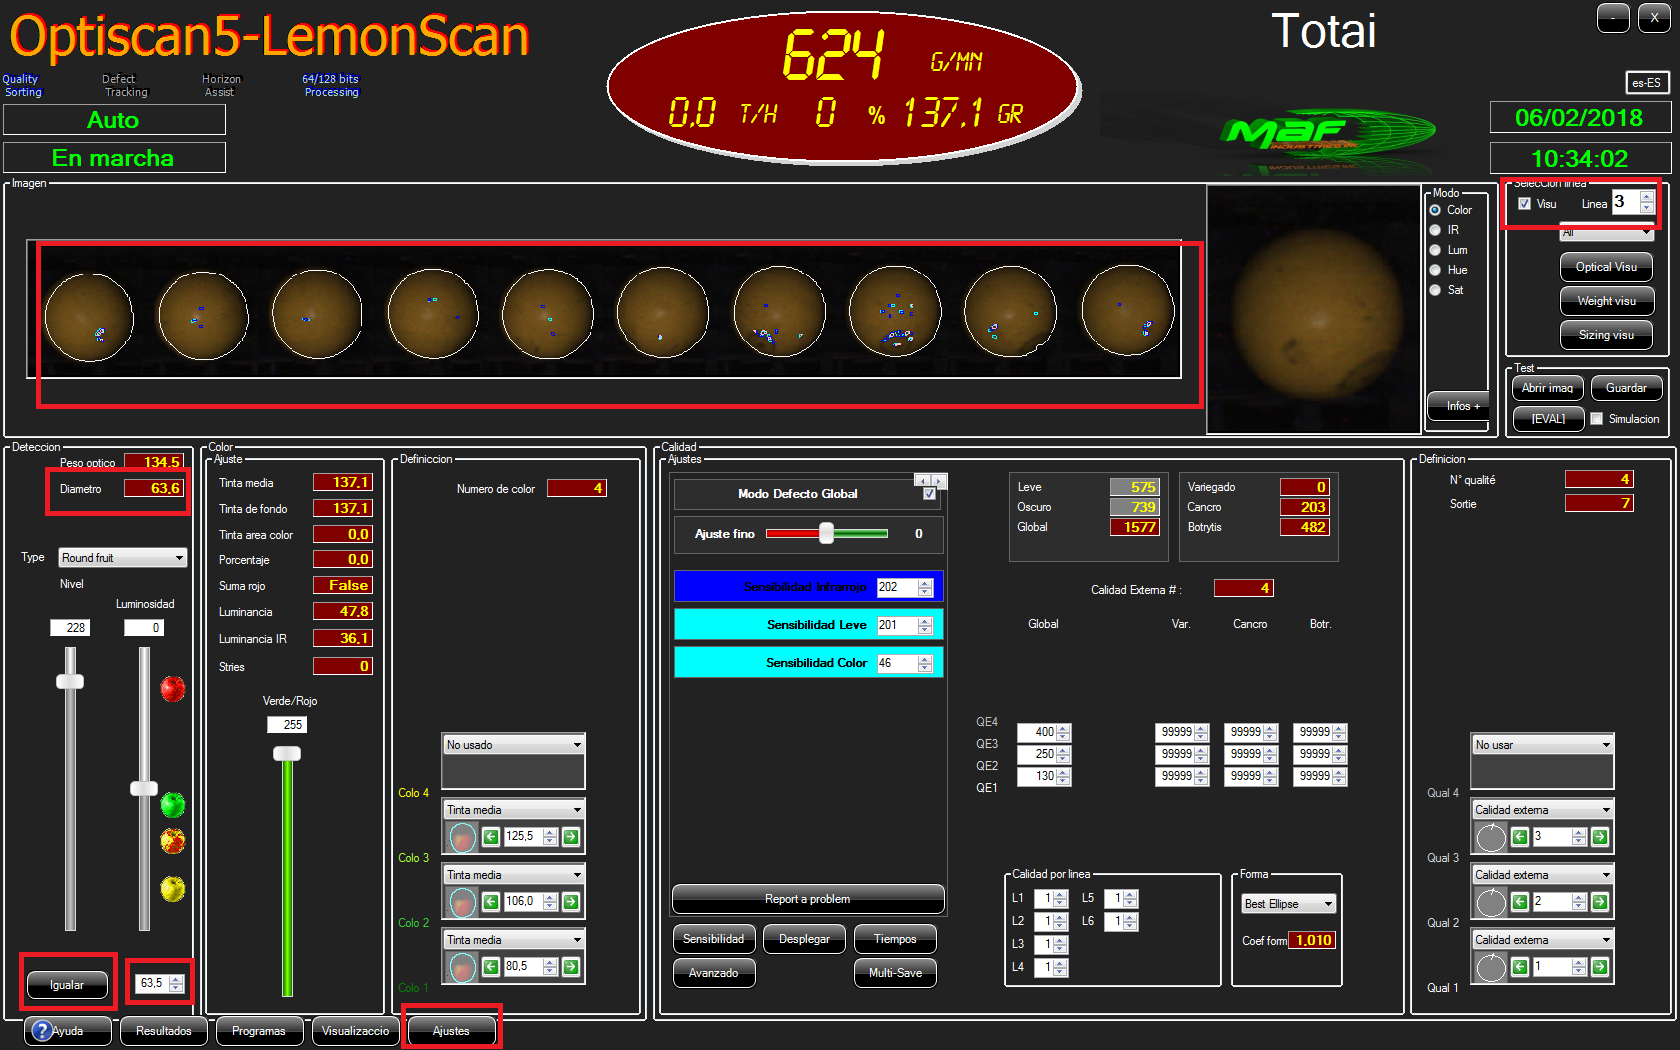 Optiscan5-LemonScan
Quality Sorting
Defect Tracking
Horizon Assist
64/128 bits Processing
Auto
En marcha
624 G/MN
0,0 T/H 0 % 137,1 GR
Totai
- X
es-ES
MAF
INDUSTRIES, INC
06/02/2018
10:34:02
Imagen
Modo
Color
IR
Lum
Hue
Sat
Infos +
Seleccion linea
Visu Linea 3
All
Optical Visu
Weight visu
Sizing visu
Test
Abrir imag Guardar
[EVAL] Simulacion
Deteccion
Peso optico 134,5
Diametro 63,6
Type Round fruit
Nivel
Luminosidad
228 0
Igualar 63,5
Color
Ajuste
Tinta media 137,1
Tinta de fondo 137,1
Tinta area color 0,0
Porcentaje 0,0
Suma rojo False
Luminancia 47,8
Luminancia IR 36,1
Stries 0
Verde/Rojo
255
Definiccion
Numero de color 4
No usado
Colo 4
Tinta media
125,5
Colo 3
Tinta media
106,0
Colo 2
Tinta media
80,5
Colo 1
Calidad
Ajustes
Modo Defecto Global
Ajuste fino 0
Sensibilidad Infrarrojo 202
Sensibilidad Leve 201
Sensibilidad Color 46
Report a problem
Sensibilidad Desplegar Tiempos
Avanzado Multi-Save
Leve 575
Oscuro 739
Global 1577
Variegado 0
Cancro 203
Botrytis 482
Calidad Externa # : 4
Global Var. Cancro Botr.
QE4
400 99999 99999 99999
QE3
250 99999 99999 99999
QE2
130 99999 99999 99999
QE1
Calidad por linea
L1 1 L5 1
L2 1 L6 1
L3 1
L4 1
Forma
Best Ellipse
Coef form 1,010
Definicion
N° qualité 4
Sortie 7
No usar
Qual 4
Calidad externa
3
Qual 3
Calidad externa
2
Qual 2
Calidad externa
1
Qual 1
? Ayuda Resultados Programas Visualizaccio Ajustes